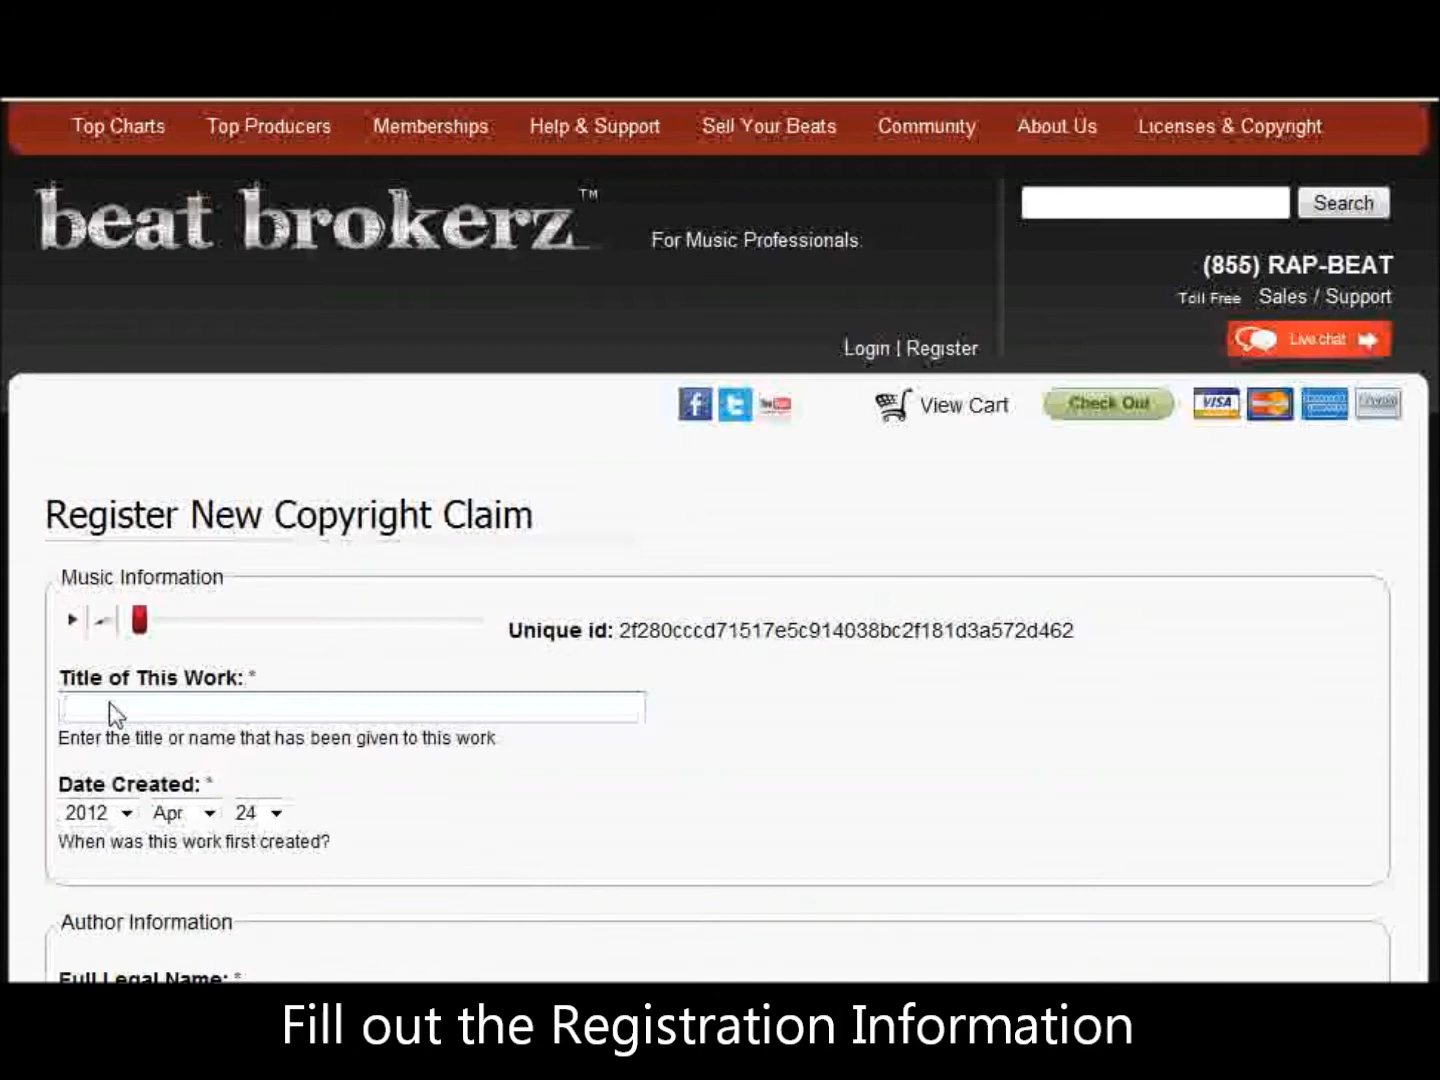 Top Charts Top Producers Memberships Help & Support Sell Your Beats Community About Us Licenses & Copyright
beat brokerz™
For Music Professionals
Search
(855) RAP-BEAT
Toll Free Sales / Support
Live chat
Login | Register
View Cart
Check Out
VISA
Register New Copyright Claim
Music Information
Unique id: 2f280cccd71517e5c914038bc2f181d3a572d462
Title of This Work: *
Enter the title or name that has been given to this work
Date Created: *
2012 Apr 24
When was this work first created?
Author Information
Full Legal Name: *
Fill out the Registration Information